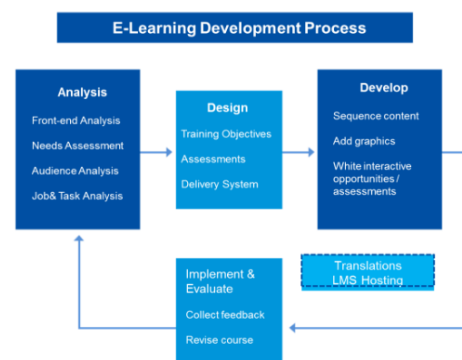 E-Learning Development Process
Analysis
Front-end Analysis
Needs Assessment
Audience Analysis
Job& Task Analysis
Design
Training Objectives
Assessments
Delivery System
Develop
Sequence content
Add graphics
White interactive
opportunities /
assessments
Implement &
Evaluate
Collect feedback
Revise course
Translations
LMS Hosting